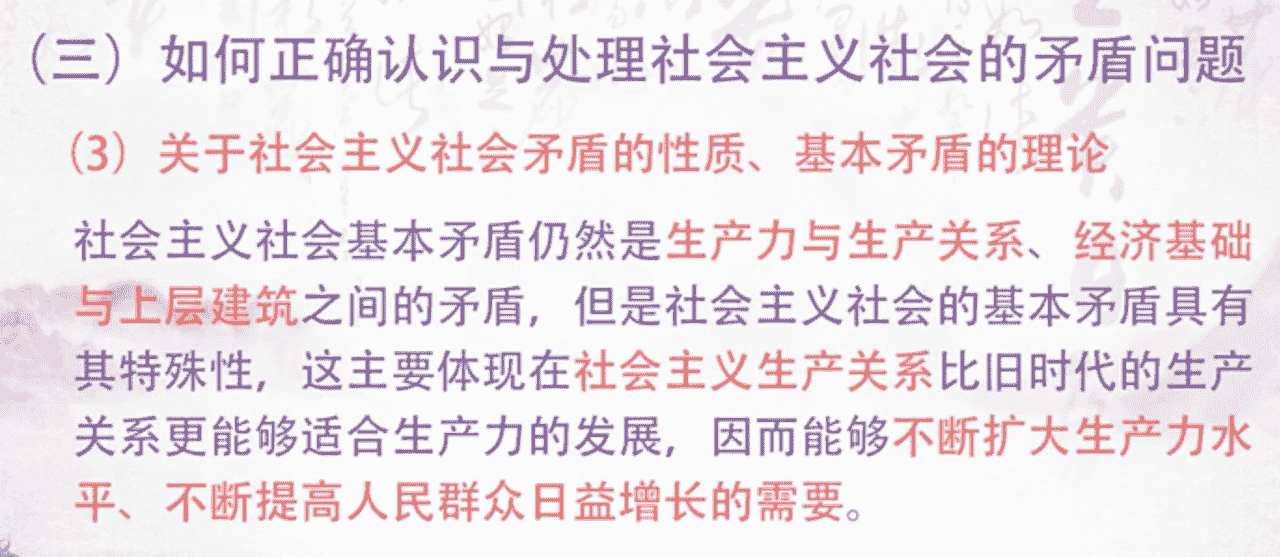 （三）如何正确认识与处理社会主义社会的矛盾问题
（3）关于社会主义社会矛盾的性质、基本矛盾的理论
社会主义社会基本矛盾仍然是生产力与生产关系、经济基础
与上层建筑之间的矛盾，但是社会主义社会的基本矛盾具有
其特殊性，这主要体现在社会主义生产关系比旧时代的生产
关系更能够适合生产力的发展，因而能够不断扩大生产力水
平、不断提高人民群众日益增长的需要。